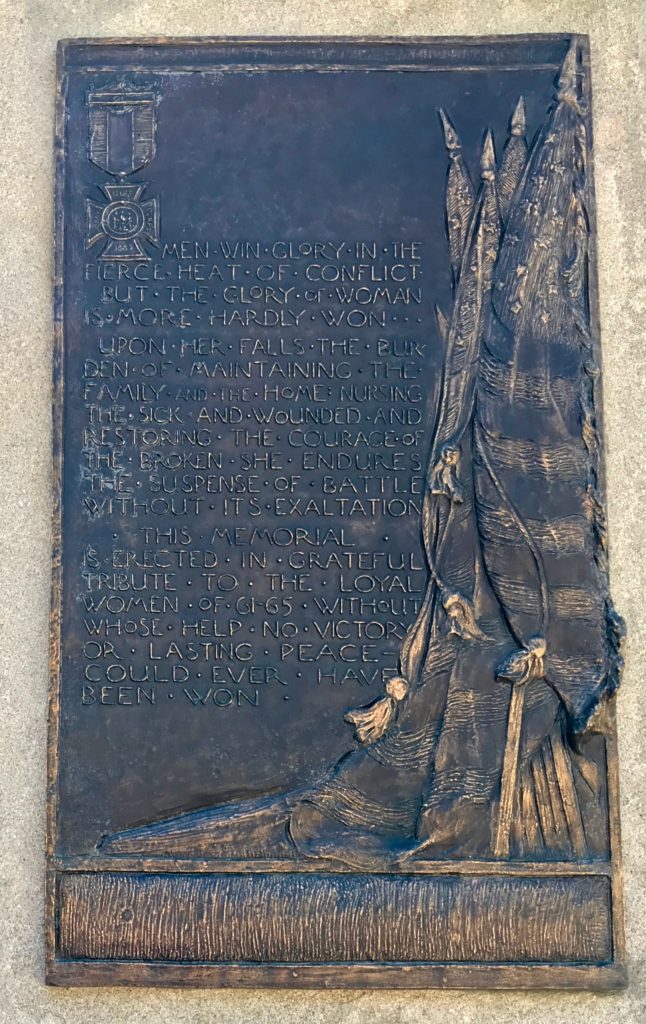 MEN·WIN·GLORY·IN·THE
FIERCE·HEAT·OF·CONFLICT·
BUT·THE·GLORY·OF·WOMAN
IS·MORE·HARDLY·WON···
UPON·HER·FALLS·THE·BUR
DEN·OF·MAINTAINING·THE·
FAMILY·AND·THE·HOME:NURSING
THE·SICK·AND·WOUNDED·AND
RESTORING·THE·COURAGE·OF
THE·BROKEN·SHE·ENDURES
THE·SUSPENSE·OF·BATTLE
WITHOUT·ITS·EXALTATION
·THIS·MEMORIAL·
IS·ERECTED·IN·GRATEFUL
TRIBUTE·TO·THE·LOYAL
WOMEN·OF·61-65·WITHOUT
WHOSE·HELP·NO·VICTORY
OR·LASTING·PEACE-
COULD·EVER·HAVE
BEEN·WON·